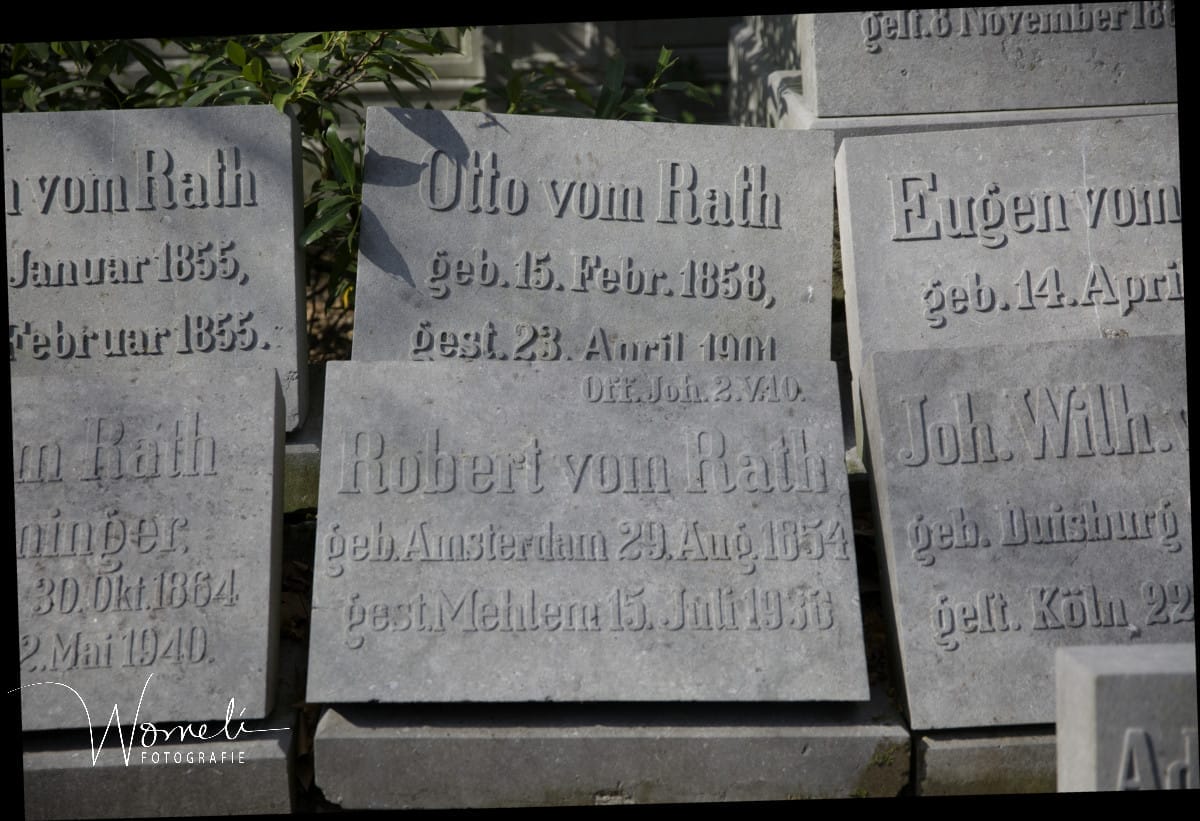 gest. 8 November 18
vom Rath
Januar 1855,
Februar 1855.
Otto vom Rath
geb. 15. Febr. 1858,
gest. 23. April 1901
Eugen vom
geb. 14. Apri
m Rath
ninger,
30. Okt. 1864
2. Mai 1940.
Off. Joh. 2. V. 10.
Robert vom Rath
geb. Amsterdam 29. Aug. 1854
gest. Mehlem 15. Juli 1936
Joh. Wilh.
geb. Duisburg
geſt. Köln 22
Ad
Womeli
FOTOGRAFIE